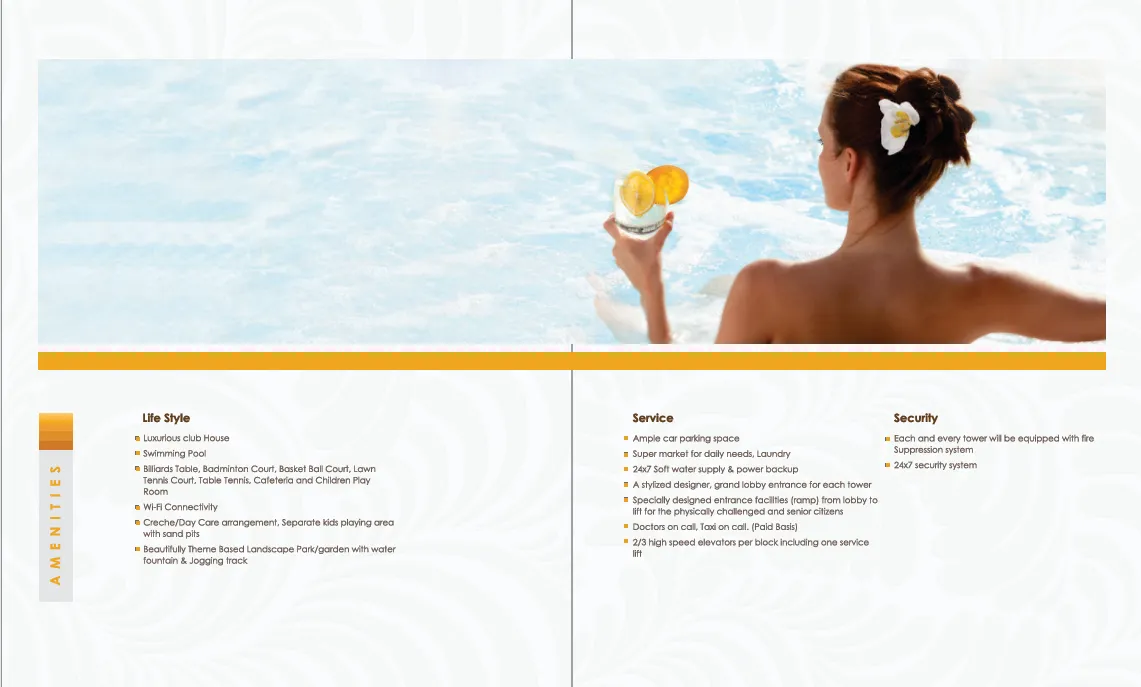 AMENITIES
Life Style
Luxurious club House
Swimming Pool
Billiards Table, Badminton Court, Basket Ball Court, Lawn
Tennis Court, Table Tennis, Cafeteria and Children Play
Room
Wi-Fi Connectivity
Creche/Day Care arrangement, Separate kids playing area
with sand pits
Beautifully Theme Based Landscape Park/garden with water
fountain & Jogging track
Service
Ample car parking space
Super market for daily needs, Laundry
24x7 Soft water supply & power backup
A stylized designer, grand lobby entrance for each tower
Specially designed entrance facilities (ramp) from lobby to
lift for the physically challenged and senior citizens
Doctors on call, Taxi on call. (Paid Basis)
2/3 high speed elevators per block including one service
lift
Security
Each and every tower will be equipped with fire
Suppression system
24x7 security system